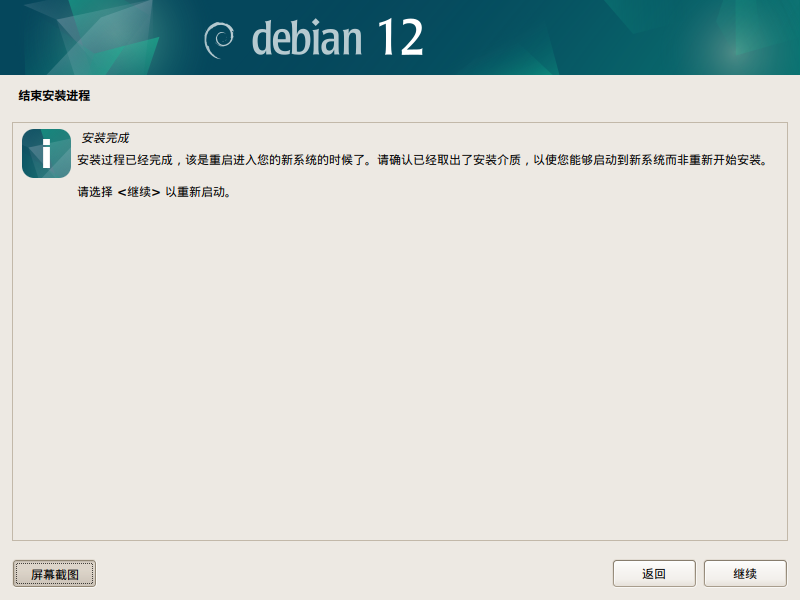 debian 12
结束安装进程
安装完成
安装过程已经完成，该是重启进入您的新系统的时候了。请确认已经取出了安装介质，以使您能够启动到新系统而非重新开始安装。
请选择 <继续> 以重新启动。
屏幕截图
返回
继续